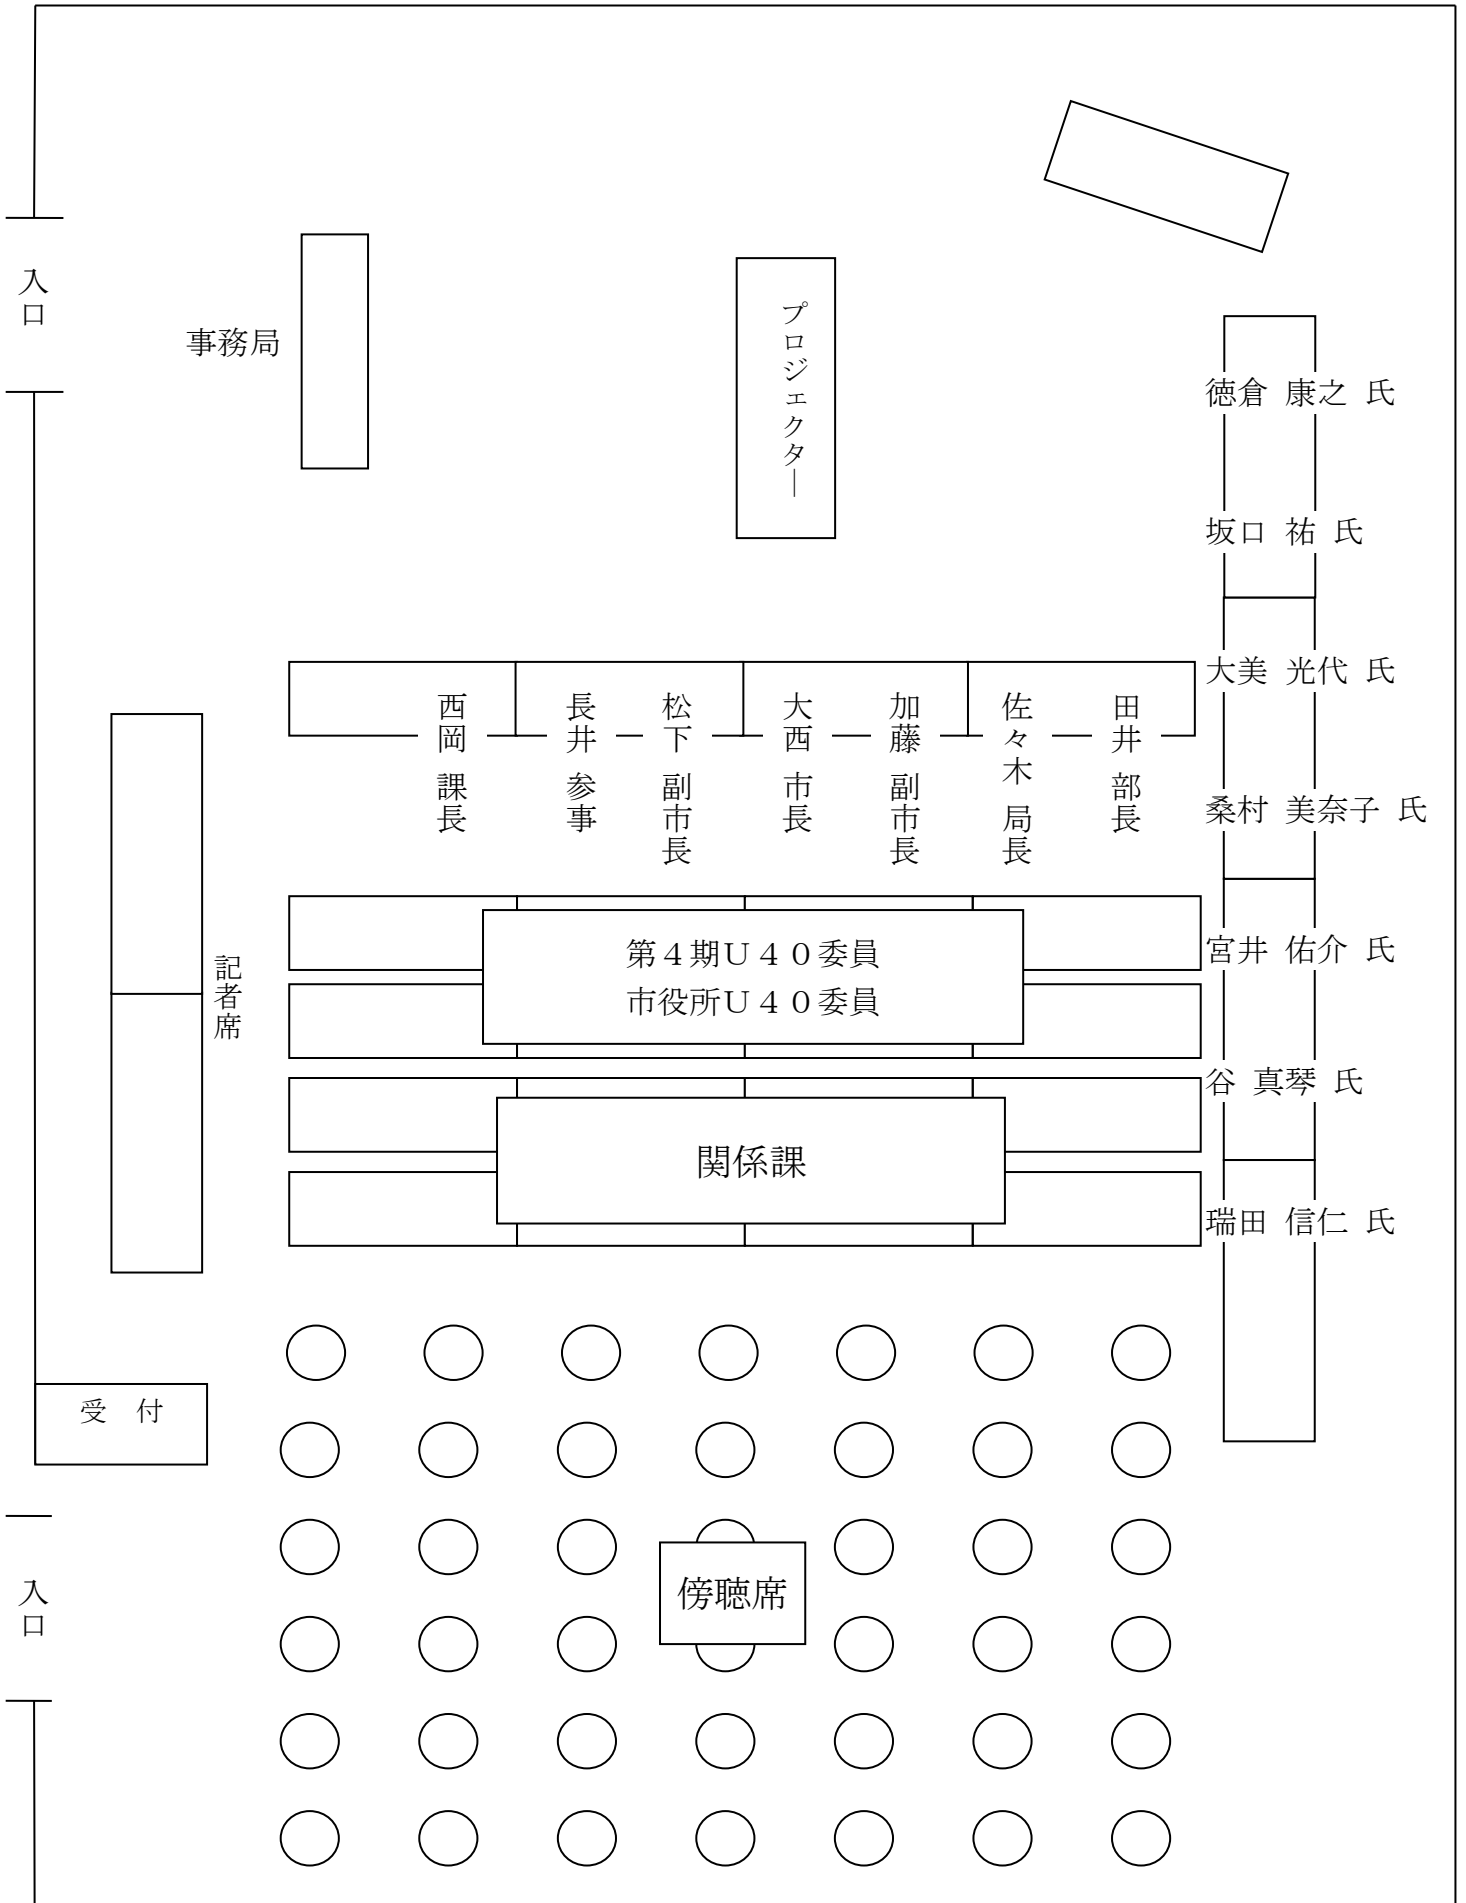 入口
事務局
プロジェクター
徳倉 康之 氏
坂口 祐 氏
大美 光代 氏
桑村 美奈子 氏
宮井 佑介 氏
谷 真琴 氏
瑞田 信仁 氏
西岡 課長
長井 参事
松下 副市長
大西 市長
加藤 副市長
佐々木 局長
田井 部長
記者席
第４期Ｕ４０委員
市役所Ｕ４０委員
関係課
受 付
入口
傍聴席